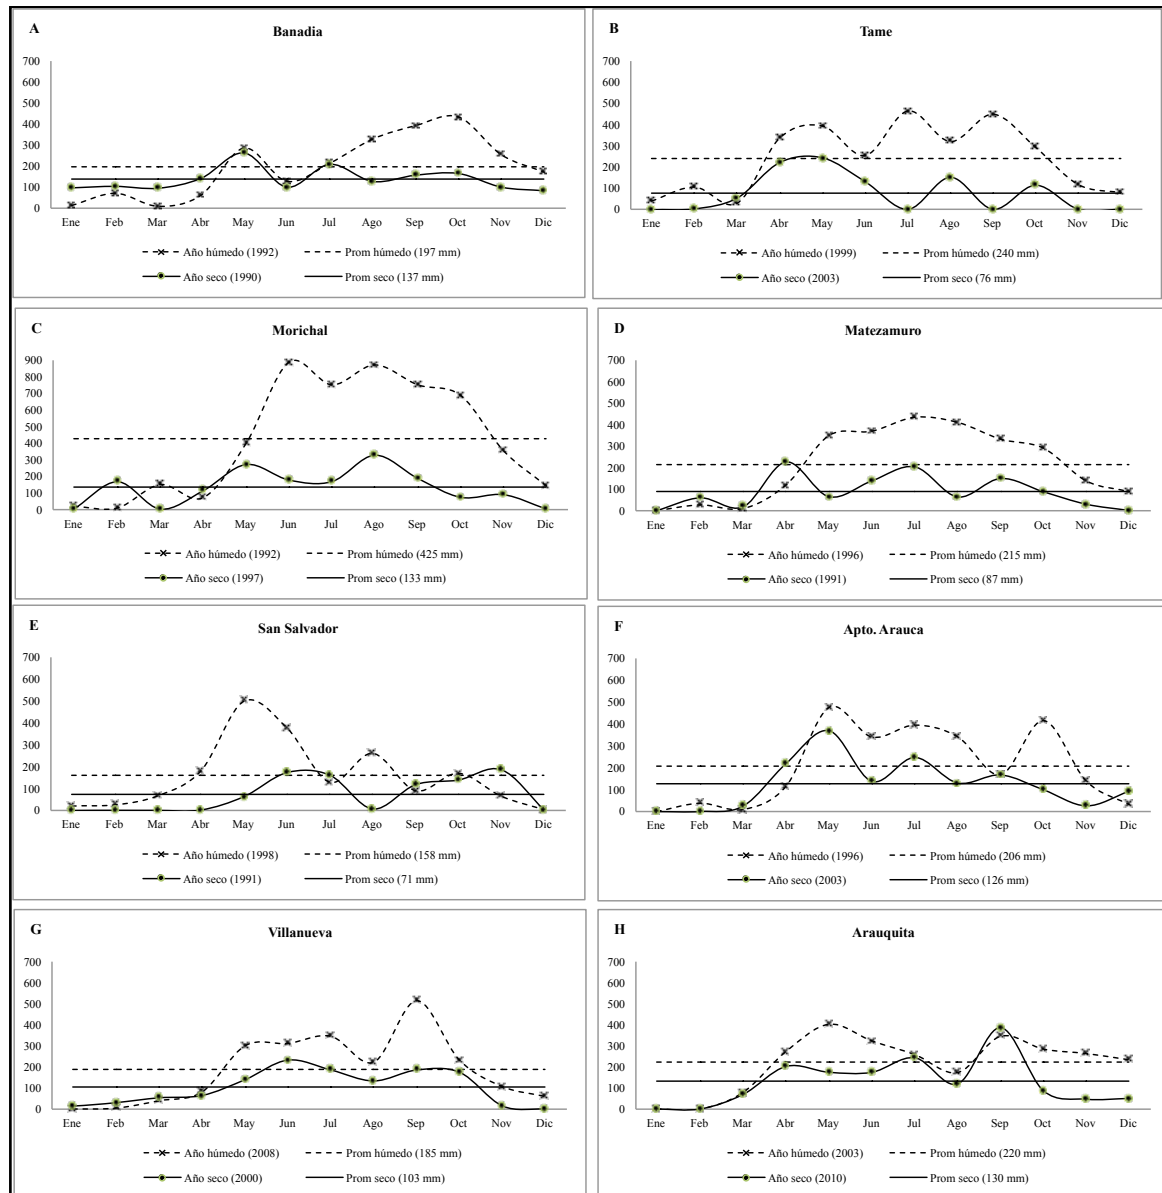 A
Banadia
700
600
500
400
300
200
100
0
Ene Feb Mar Abr May Jun Jul Ago Sep Oct Nov Dic
Año húmedo (1992) Prom húmedo (197 mm)
Año seco (1990) Prom seco (137 mm)
B
Tame
700
600
500
400
300
200
100
0
Ene Feb Mar Abr May Jun Jul Ago Sep Oct Nov Dic
Año húmedo (1999) Prom húmedo (240 mm)
Año seco (2003) Prom seco (76 mm)
C
Morichal
900
800
700
600
500
400
300
200
100
0
Ene Feb Mar Abr May Jun Jul Ago Sep Oct Nov Dic
Año húmedo (1992) Prom húmedo (425 mm)
Año seco (1997) Prom seco (133 mm)
D
Matezamuro
700
600
500
400
300
200
100
0
Ene Feb Mar Abr May Jun Jul Ago Sep Oct Nov Dic
Año húmedo (1996) Prom húmedo (215 mm)
Año seco (1991) Prom seco (87 mm)
E
San Salvador
700
600
500
400
300
200
100
0
Ene Feb Mar Abr May Jun Jul Ago Sep Oct Nov Dic
Año húmedo (1998) Prom húmedo (158 mm)
Año seco (1991) Prom seco (71 mm)
F
Apto. Arauca
700
600
500
400
300
200
100
0
Ene Feb Mar Abr May Jun Jul Ago Sep Oct Nov Dic
Año húmedo (1996) Prom húmedo (206 mm)
Año seco (2003) Prom seco (126 mm)
G
Villanueva
700
600
500
400
300
200
100
0
Ene Feb Mar Abr May Jun Jul Ago Sep Oct Nov Dic
Año húmedo (2008) Prom húmedo (185 mm)
Año seco (2000) Prom seco (103 mm)
H
Arauquita
700
600
500
400
300
200
100
0
Ene Feb Mar Abr May Jun Jul Ago Sep Oct Nov Dic
Año húmedo (2003) Prom húmedo (220 mm)
Año seco (2010) Prom seco (130 mm)